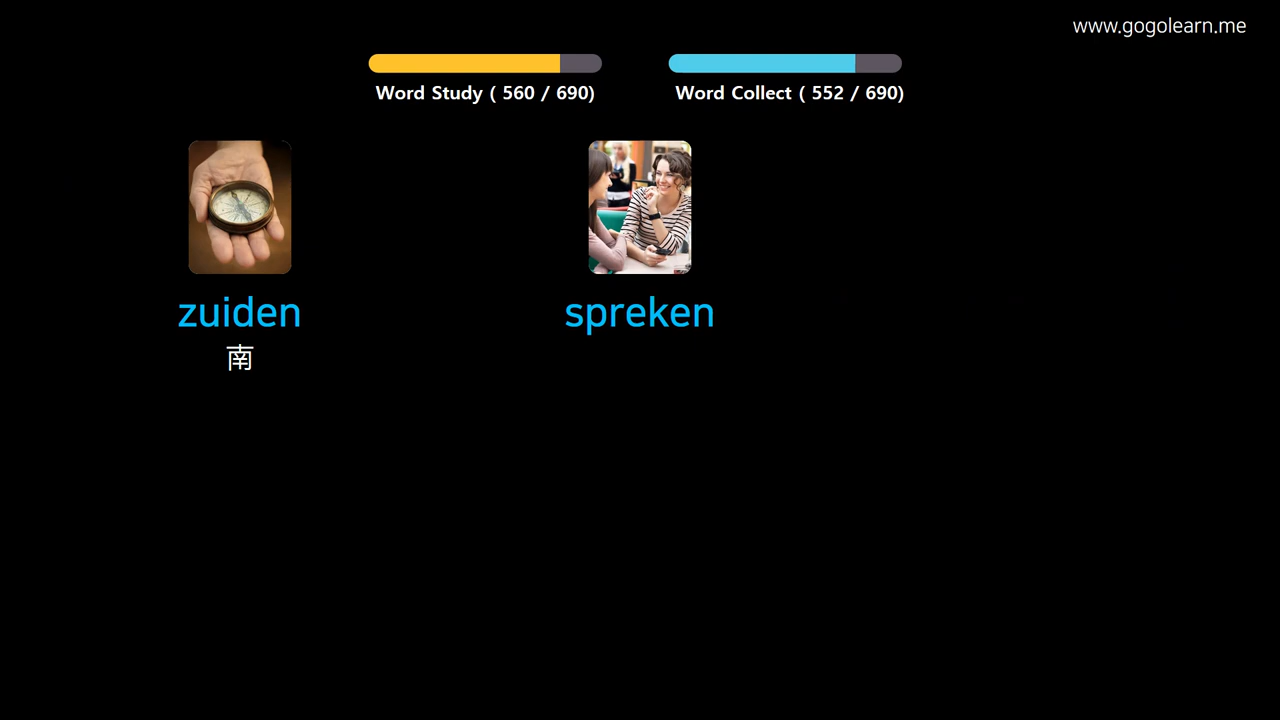 www.gogolearn.me
Word Study ( 560 / 690)
Word Collect ( 552 / 690)
zuiden
spreken
南